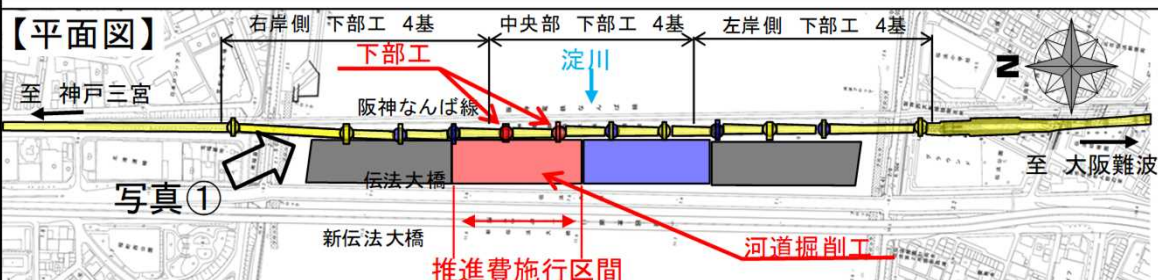 【平面図】
右岸側 下部工 4基
中央部 下部工 4基
左岸側 下部工 4基
下部工
淀川
N
至 神戸三宮
阪神なんば線
至 大阪難波
写真①
伝法大橋
新伝法大橋
河道掘削工
推進費施行区間